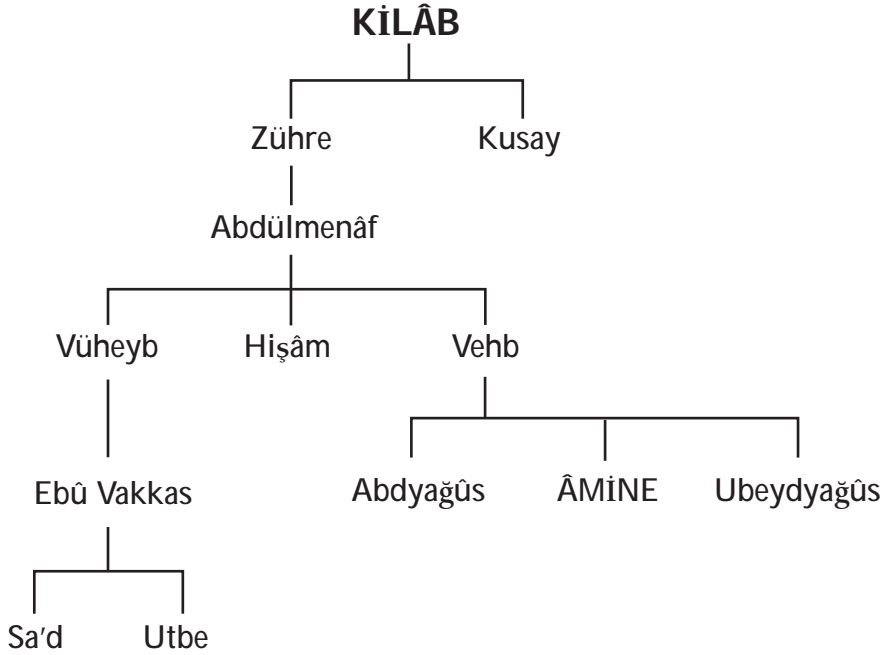 KİLÂB
Zühre Kusay
Abdülmenâf
Vüheyb Hişâm Vehb
Ebû Vakkas Abdyağûs ÂMİNE Ubeydyağûs
Sa'd Utbe